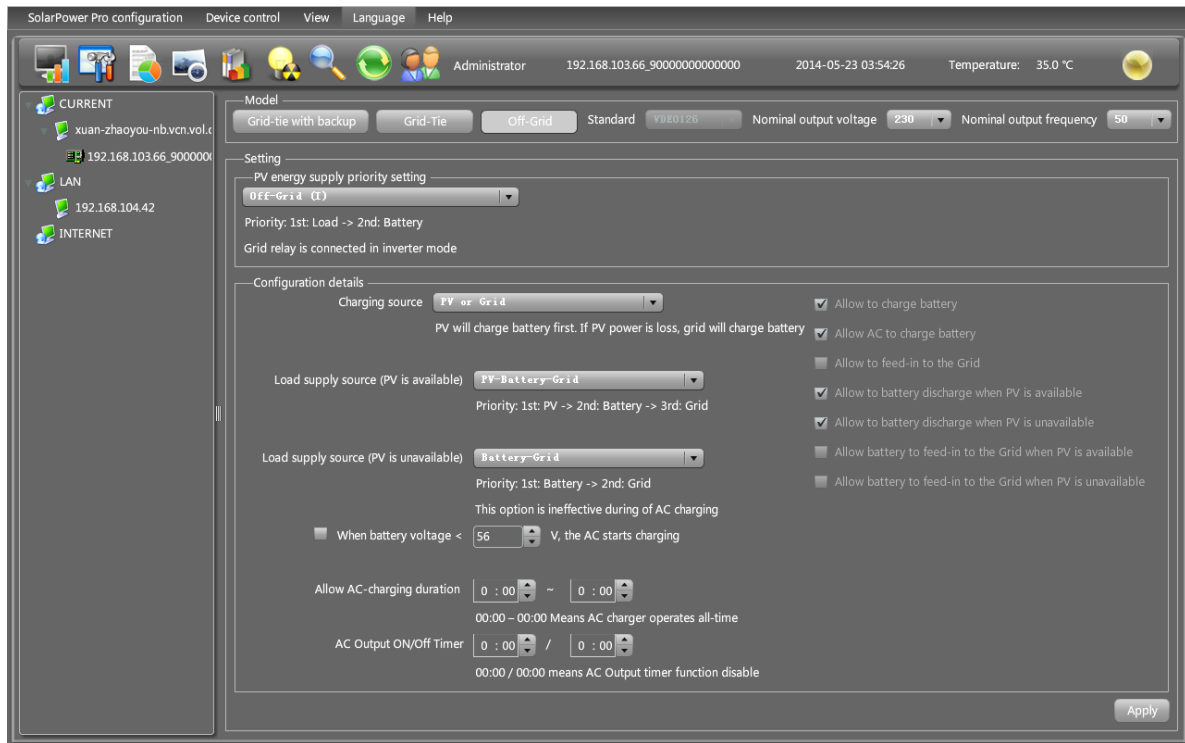 SolarPower Pro configuration Device control View Language Help
Administrator 192.168.103.66_90000000000000 2014-05-23 03:54:26 Temperature: 35.0 ℃
CURRENT
xuan-zhaoyou-nb.vcn.vol.c
192.168.103.66_900000
LAN
192.168.104.42
INTERNET
Model
Grid-tie with backup Grid-Tie Off-Grid Standard VDE0126 Nominal output voltage 230 Nominal output frequency 50
Setting
PV energy supply priority setting
Off-Grid (I)
Priority: 1st: Load -> 2nd: Battery
Grid relay is connected in inverter mode
Configuration details
Charging source PV or Grid
PV will charge battery first. If PV power is loss, grid will charge battery
Load supply source (PV is available) PV-Battery-Grid
Priority: 1st: PV -> 2nd: Battery -> 3rd: Grid
Load supply source (PV is unavailable) Battery-Grid
Priority: 1st: Battery -> 2nd: Grid
This option is ineffective during of AC charging
When battery voltage < 56 V, the AC starts charging
Allow AC-charging duration 0 : 00 ~ 0 : 00
00:00 – 00:00 Means AC charger operates all-time
AC Output ON/Off Timer 0 : 00 / 0 : 00
00:00 / 00:00 means AC Output timer function disable
Allow to charge battery
Allow AC to charge battery
Allow to feed-in to the Grid
Allow to battery discharge when PV is available
Allow to battery discharge when PV is unavailable
Allow battery to feed-in to the Grid when PV is available
Allow battery to feed-in to the Grid when PV is unavailable
Apply